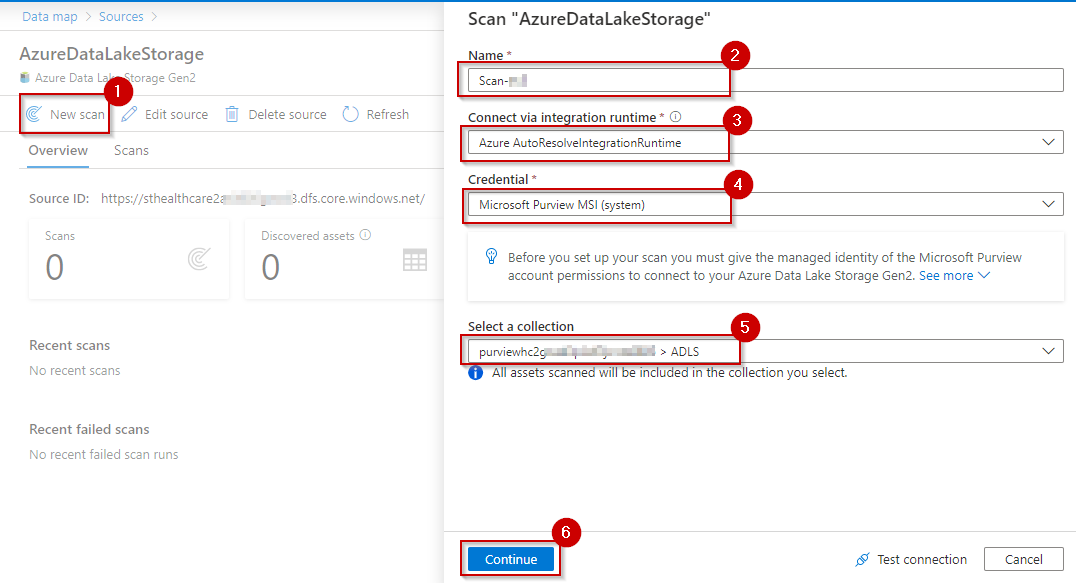 Data map > Sources >
AzureDataLakeStorage
Azure Data Lake Storage Gen2
1
New scan
Edit source
Delete source
Refresh
Overview
Scans
Source ID: https://sthealthcare2a 3.dfs.core.windows.net/
Scans
0
Discovered assets
0
Recent scans
No recent scans
Recent failed scans
No recent failed scan runs
Scan "AzureDataLakeStorage"
Name *
2
Scan-
Connect via integration runtime *
3
Azure AutoResolveIntegrationRuntime
Credential *
4
Microsoft Purview MSI (system)
Before you set up your scan you must give the managed identity of the Microsoft Purview
account permissions to connect to your Azure Data Lake Storage Gen2. See more
Select a collection
5
purviewhc2g > ADLS
All assets scanned will be included in the collection you select.
6
Continue
Test connection
Cancel